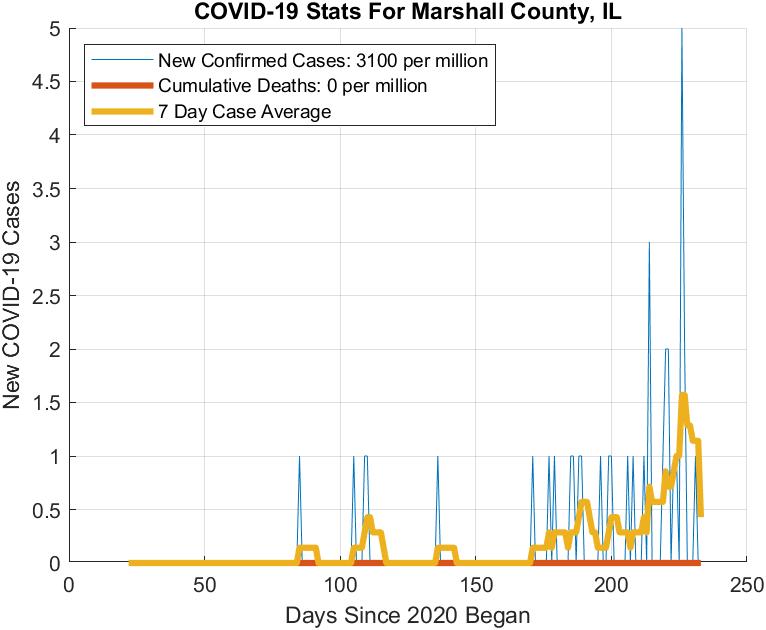 COVID-19 Stats For Marshall County, IL
New Confirmed Cases: 3100 per million
Cumulative Deaths: 0 per million
7 Day Case Average
New COVID-19 Cases
5
4.5
4
3.5
3
2.5
2
1.5
1
0.5
0
0 50 100 150 200 250
Days Since 2020 Began